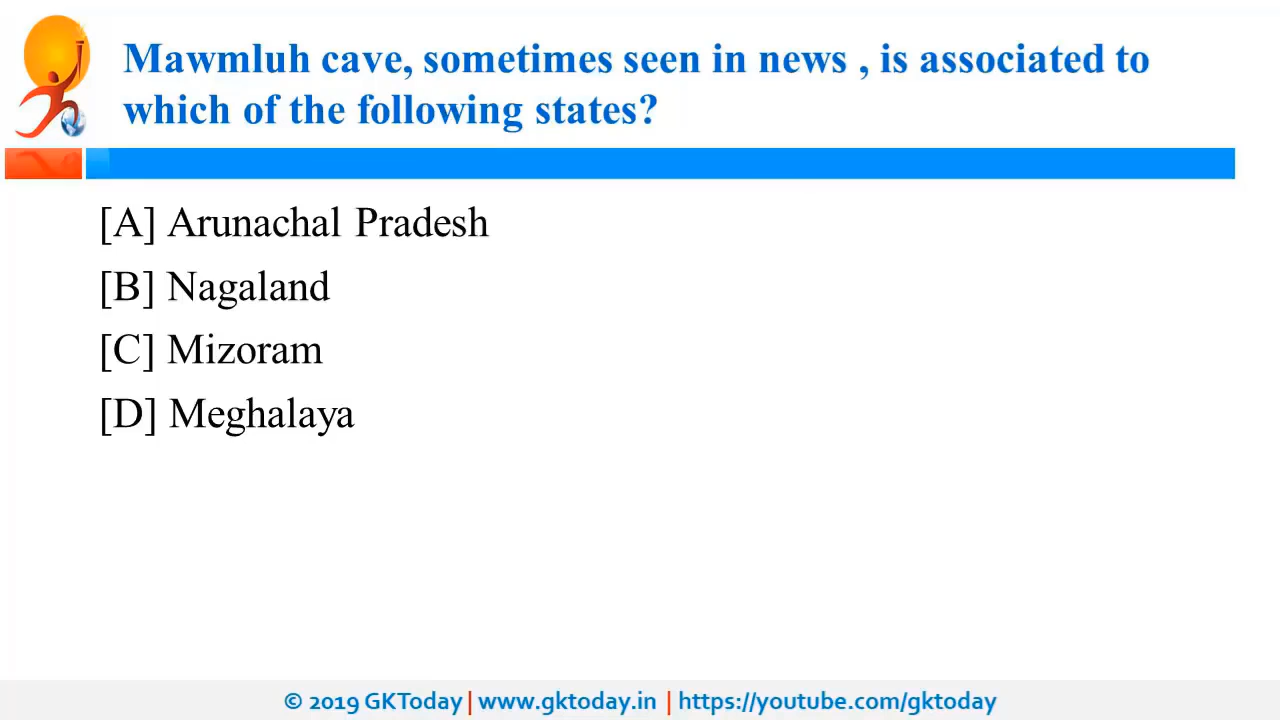 Mawmluh cave, sometimes seen in news , is associated to
which of the following states?
[A] Arunachal Pradesh
[B] Nagaland
[C] Mizoram
[D] Meghalaya
© 2019 GKToday | www.gktoday.in | https://youtube.com/gktoday